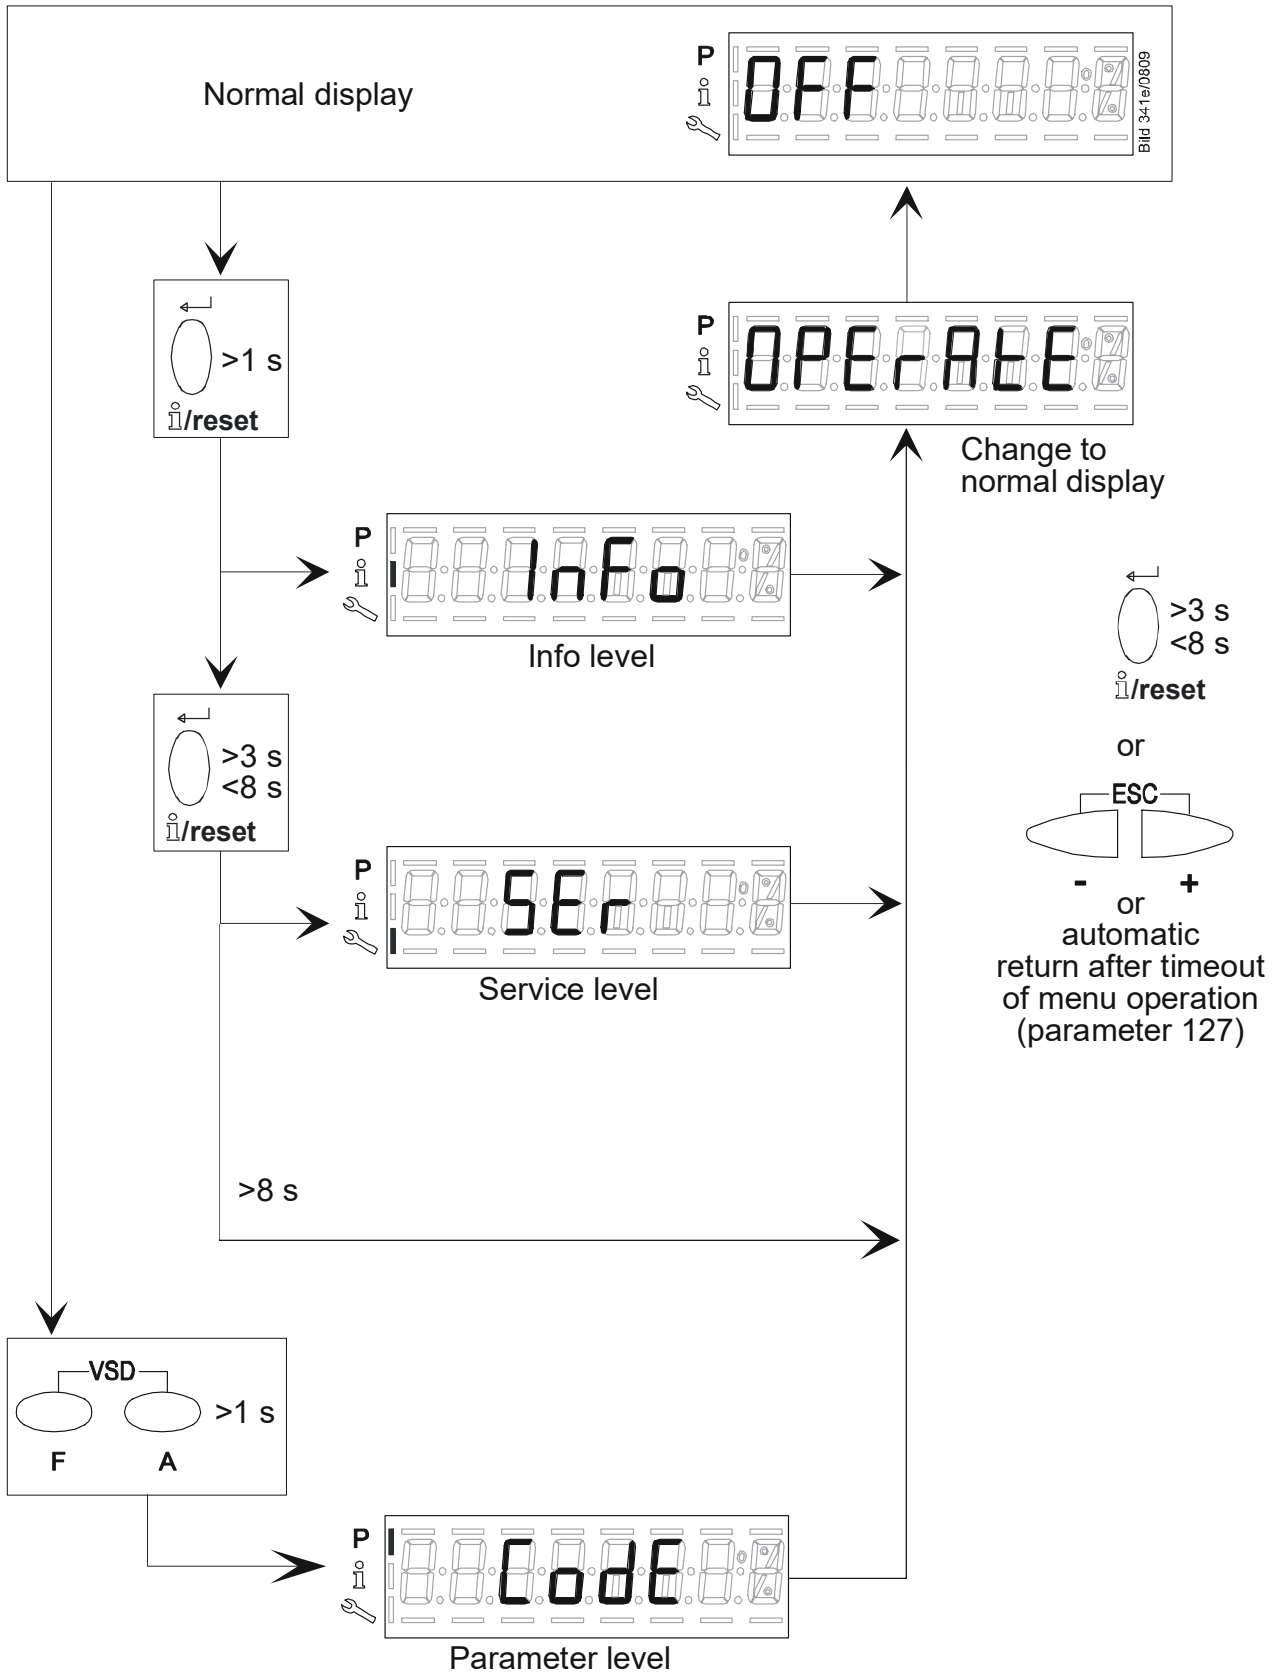 Normal display
P
i
OFF
Bild 341e/0809
>1 s
i/reset
P
i
OPErAtE
Change to
normal display
P
i
InFo
Info level
>3 s
<8 s
i/reset
>3 s
<8 s
i/reset
or
ESC
- +
or
automatic
return after timeout
of menu operation
(parameter 127)
P
i
SEr
Service level
>8 s
VSD
>1 s
F A
P
i
CodE
Parameter level